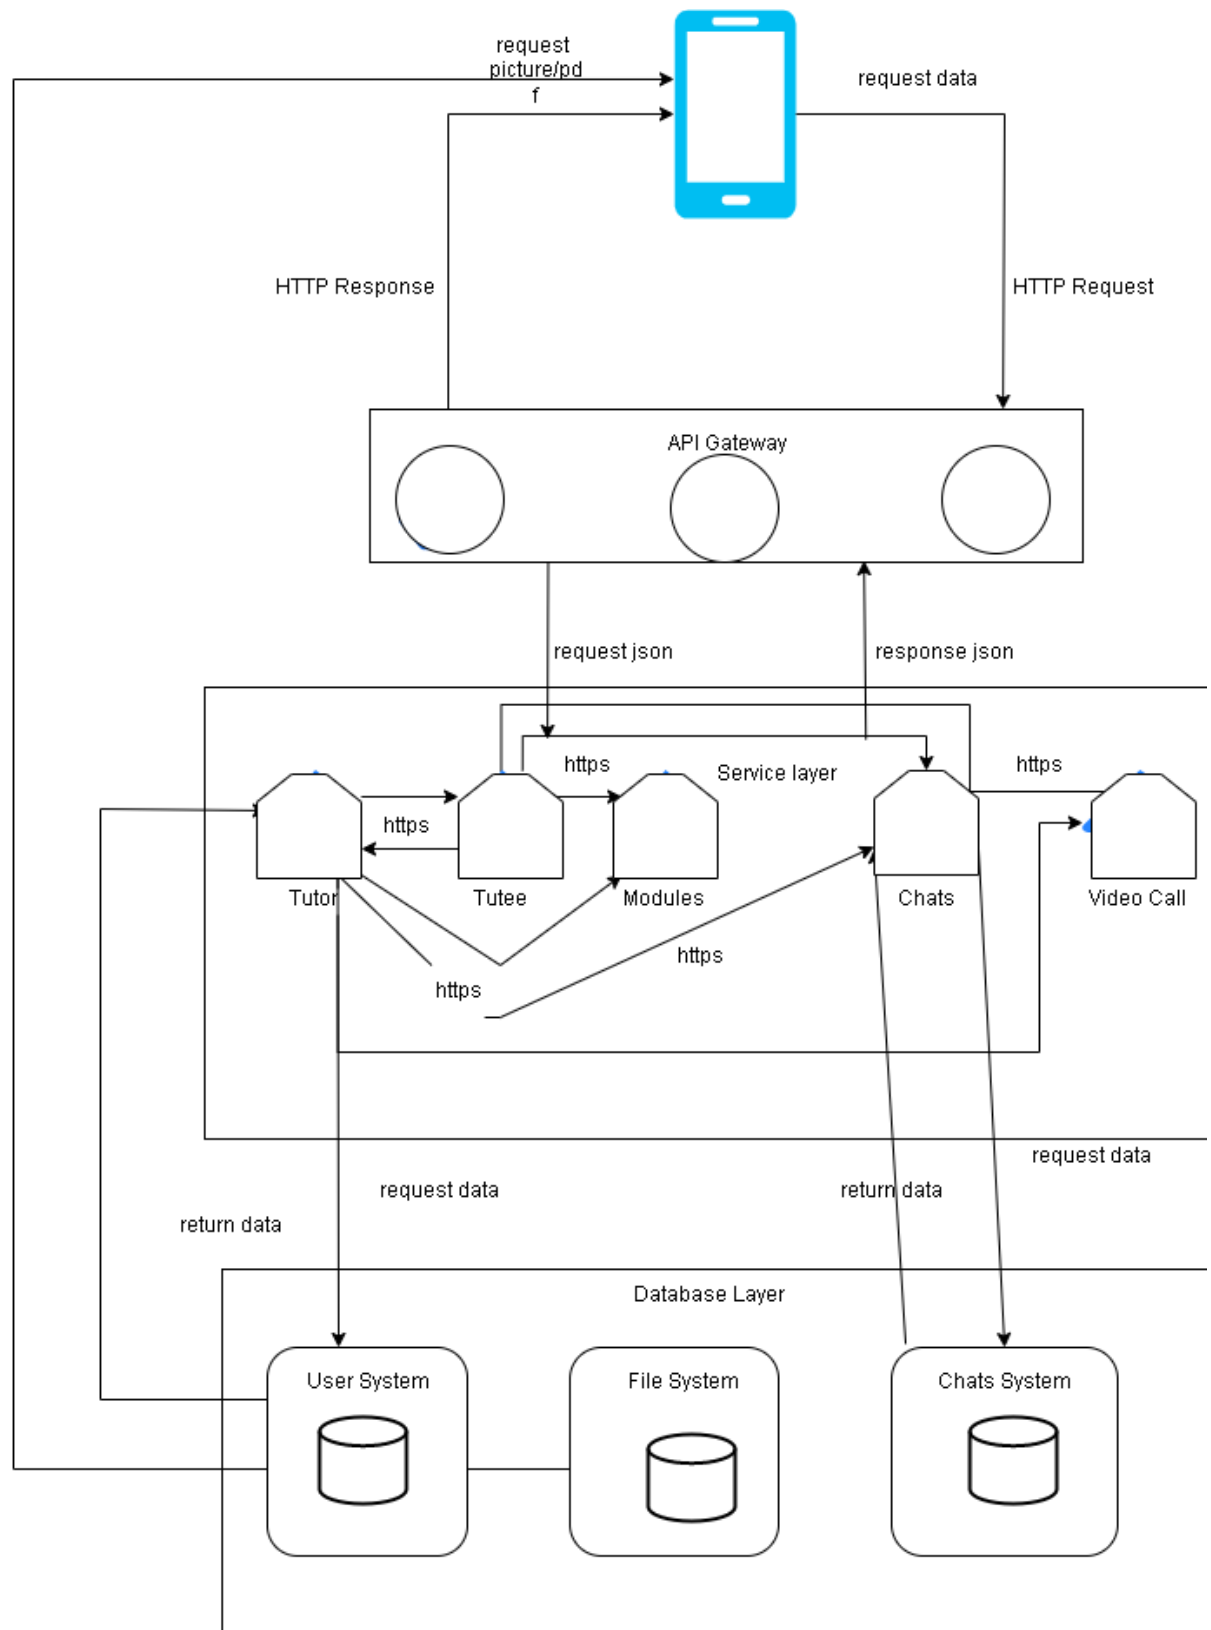 request
picture/pd
f
request data
HTTP Response
HTTP Request
API Gateway
request json
response json
https
Service layer
https
https
Tutor
Tutee
Modules
Chats
Video Call
https
https
request data
request data
return data
return data
Database Layer
User System
File System
Chats System